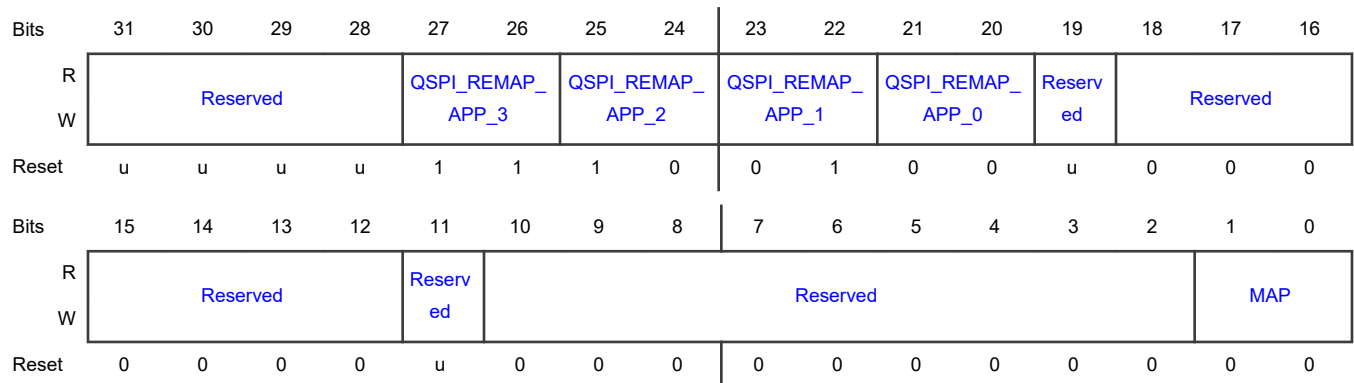 Bits 31 30 29 28 27 26 25 24 23 22 21 20 19 18 17 16
R
W
Reserved
QSPI_REMAP_
APP_3
QSPI_REMAP_
APP_2
QSPI_REMAP_
APP_1
QSPI_REMAP_
APP_0
Reserv
ed
Reserved
Reset u u u u 1 1 1 0 0 1 0 0 u 0 0 0
Bits 15 14 13 12 11 10 9 8 7 6 5 4 3 2 1 0
R
W
Reserved
Reserv
ed
Reserved
MAP
Reset 0 0 0 0 u 0 0 0 0 0 0 0 0 0 0 0